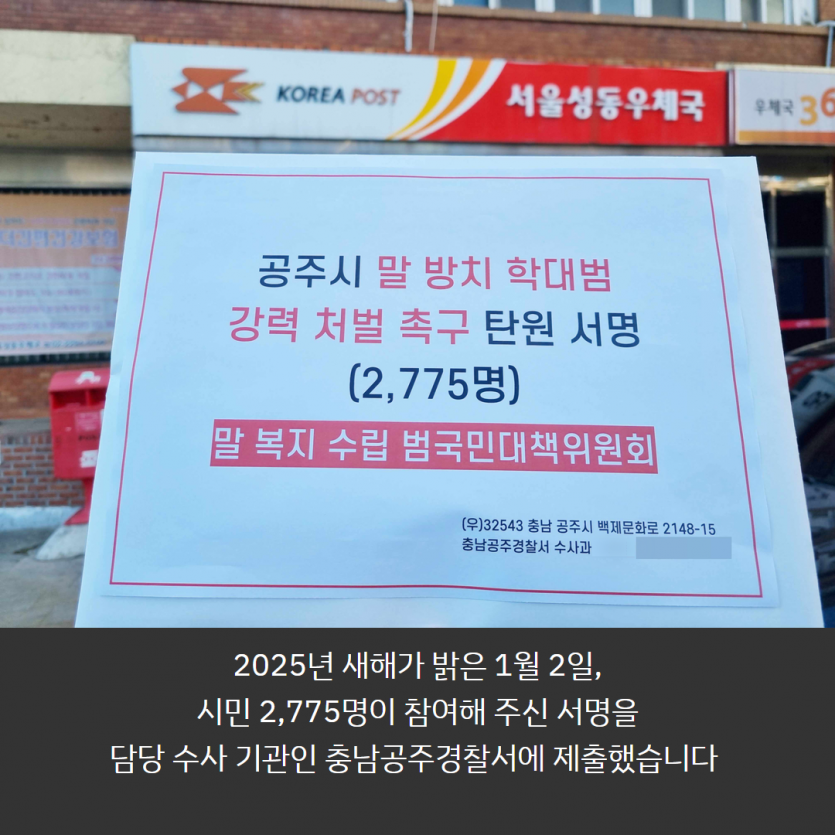 KOREA POST
서울성동우체국
우체국 36
공주시 말 방치 학대범
강력 처벌 촉구 탄원 서명
(2,775명)
말 복지 수립 범국민대책위원회
(우)32543 충남 공주시 백제문화로 2148-15
충남공주경찰서 수사과
2025년 새해가 밝은 1월 2일,
시민 2,775명이 참여해 주신 서명을
담당 수사 기관인 충남공주경찰서에 제출했습니다